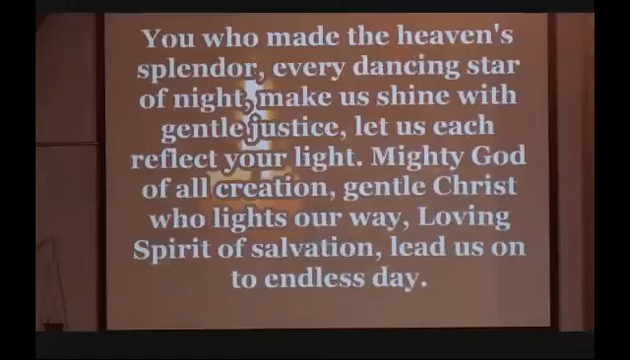 You who made the heaven's
splendor, every dancing star
of night, make us shine with
gentle justice, let us each
reflect your light. Mighty God
of all creation, gentle Christ
who lights our way, Loving
Spirit of salvation, lead us on
to endless day.